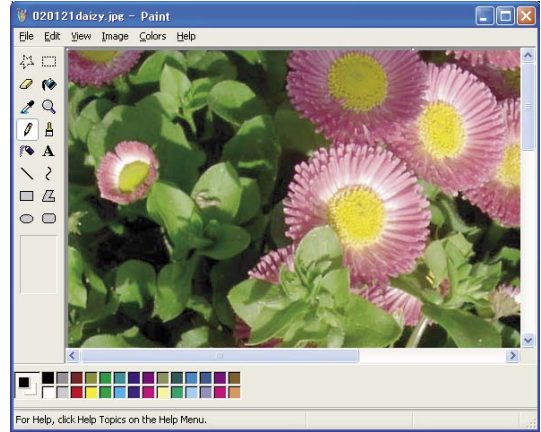 020121daizy.jpg - Paint
File Edit View Image Colors Help
A
For Help, click Help Topics on the Help Menu.